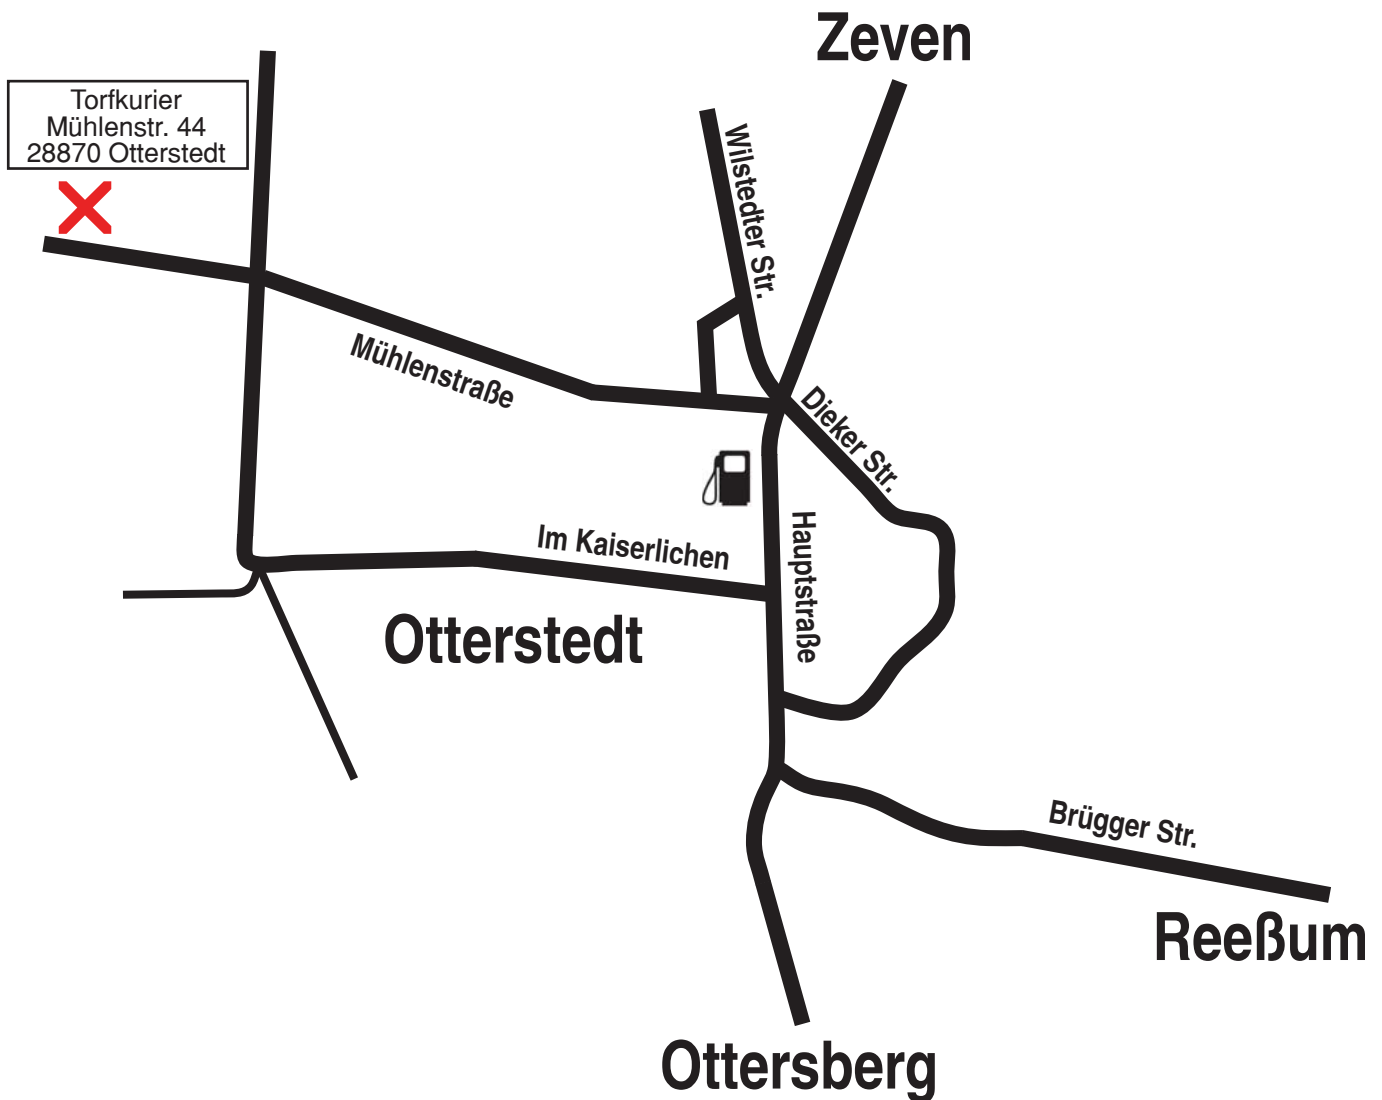 Zeven
Torfkurier
Mühlenstr. 44
28870 Otterstedt
Wilstedter Str.
Mühlenstraße
Dieker Str.
Im Kaiserlichen
Hauptstraße
Otterstedt
Brügger Str.
Reeßum
Ottersberg